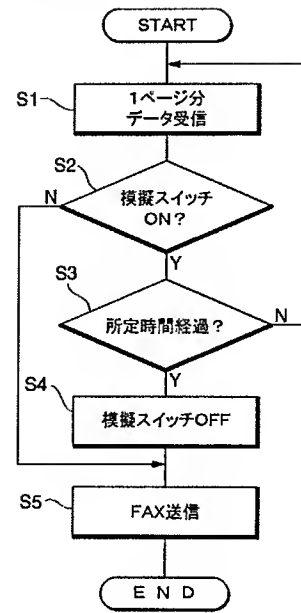 START
S1
1ページ分
データ受信
S2
N
模擬スイッチ
ON?
Y
S3
所定時間経過?
N
Y
S4
模擬スイッチOFF
S5
FAX送信
E N D